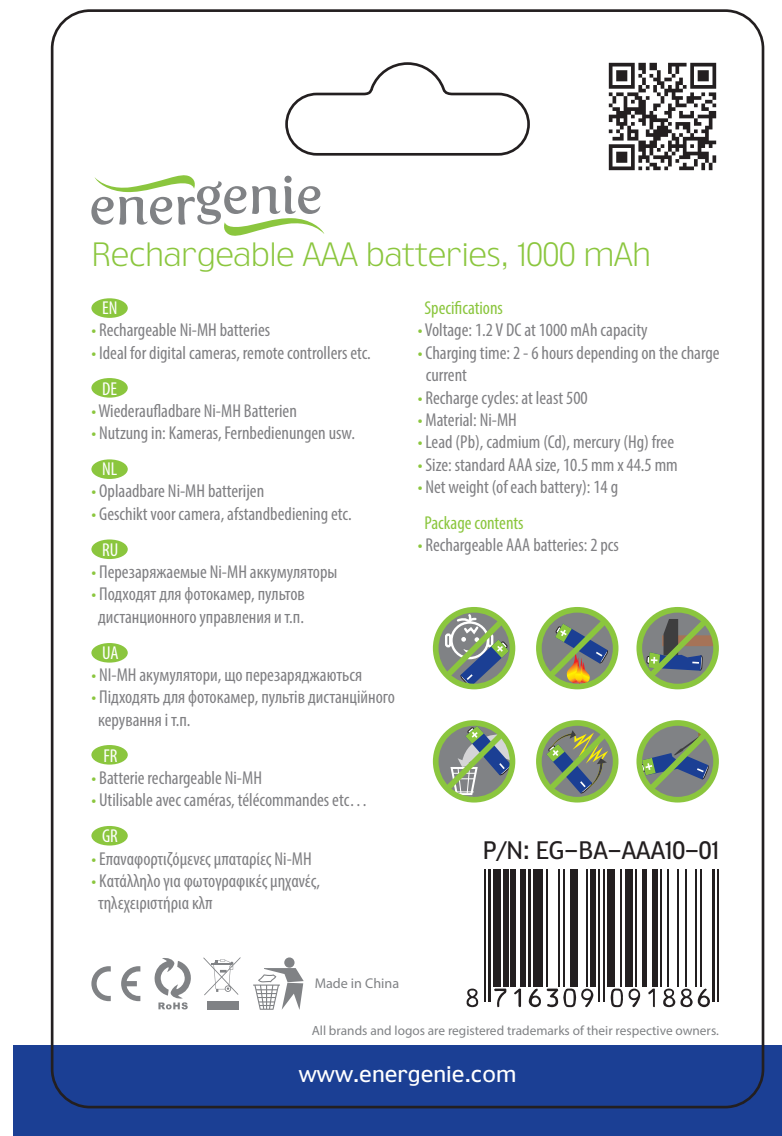 energenie
Rechargeable AAA batteries, 1000 mAh
EN
• Rechargeable Ni-MH batteries
• Ideal for digital cameras, remote controllers etc.
DE
• Wiederaufladbare Ni-MH Batterien
• Nutzung in: Kameras, Fernbedienungen usw.
NL
• Oplaadbare Ni-MH batterijen
• Geschikt voor camera, afstandbediening etc.
RU
• Перезаряжаемые Ni-MH аккумуляторы
• Подходят для фотокамер, пультов
дистанционного управления и т.п.
UA
• NI-MH акумулятори, що перезаряджаються
• Підходять для фотокамер, пультів дистанційного
керування і т.п.
FR
• Batterie rechargeable Ni-MH
• Utilisable avec caméras, télécommandes etc…
GR
• Επαναφορτιζόμενες μπαταρίες Ni-MH
• Κατάλληλο για φωτογραφικές μηχανές,
τηλεχειριστήρια κλπ
Specifications
• Voltage: 1.2 V DC at 1000 mAh capacity
• Charging time: 2 - 6 hours depending on the charge
current
• Recharge cycles: at least 500
• Material: Ni-MH
• Lead (Pb), cadmium (Cd), mercury (Hg) free
• Size: standard AAA size, 10.5 mm x 44.5 mm
• Net weight (of each battery): 14 g
Package contents
• Rechargeable AAA batteries: 2 pcs
P/N: EG-BA-AAA10-01
8 716309 091886
CE
RoHS
Made in China
All brands and logos are registered trademarks of their respective owners.
www.energenie.com